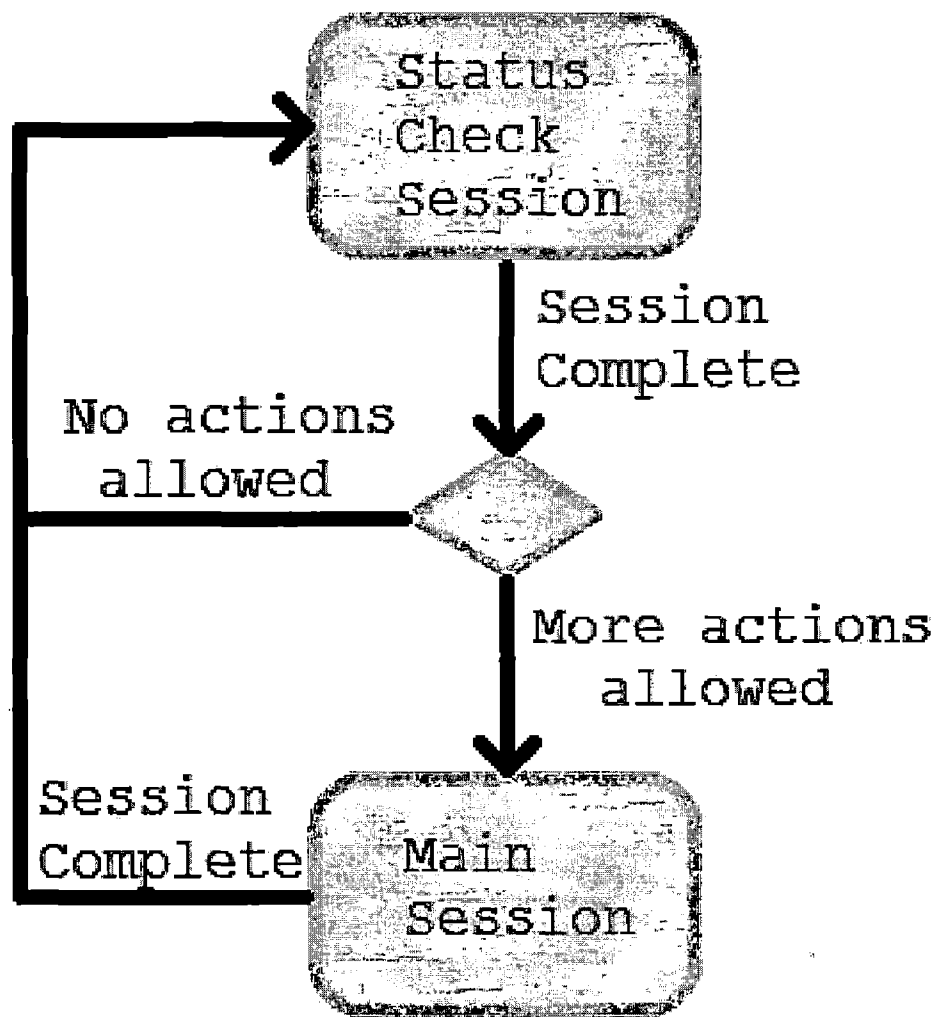 Status
Check
Session
Session
Complete
No actions
allowed
More actions
allowed
Session
Complete
Main
Session